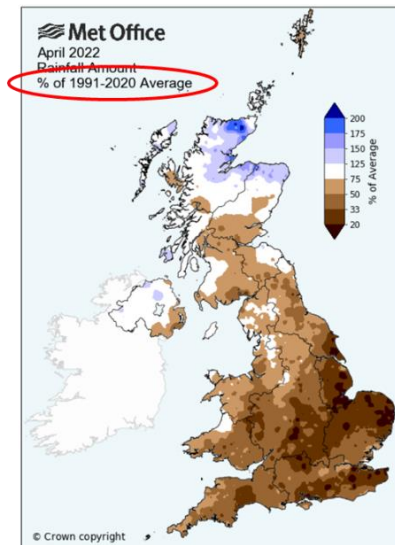 Met Office
April 2022
Rainfall Amount
% of 1991-2020 Average
200
175
150
125
75
50
33
20
% of Average
© Crown copyright